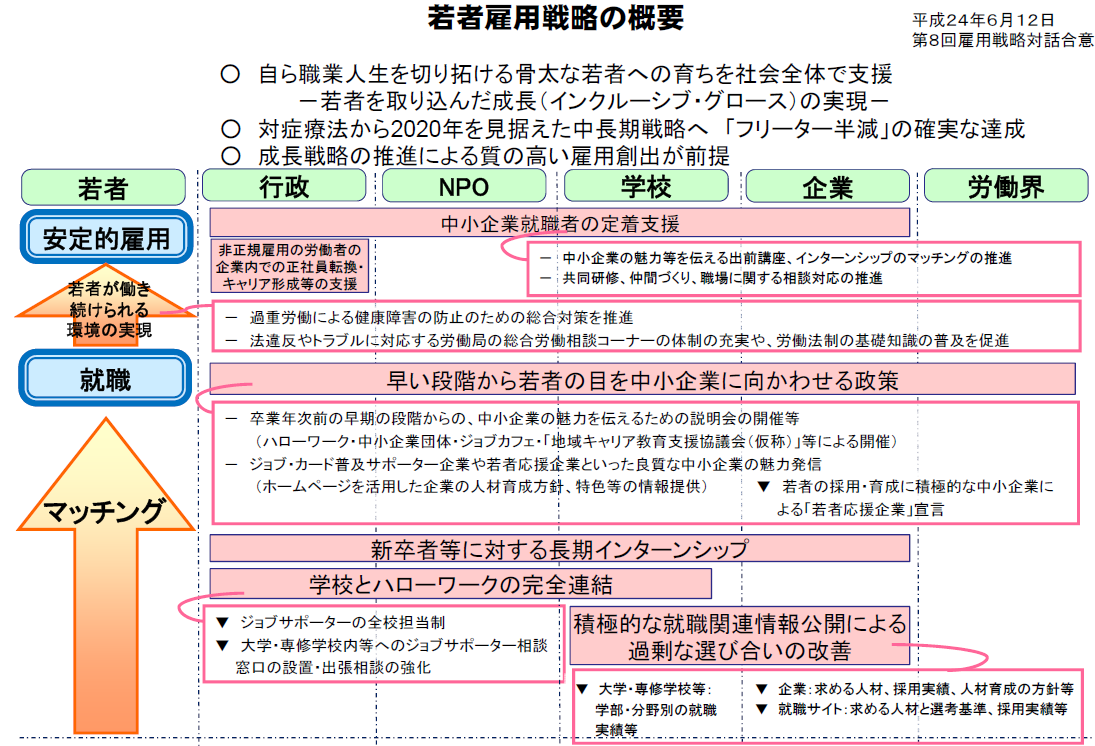 若者雇用戦略の概要
平成24年6月12日
第8回雇用戦略対話合意
○ 自ら職業人生を切り拓ける骨太な若者への育ちを社会全体で支援
－若者を取り込んだ成長（インクルーシブ・グロース）の実現－
○ 対症療法から2020年を見据えた中長期戦略へ 「フリーター半減」の確実な達成
○ 成長戦略の推進による質の高い雇用創出が前提
若者
行政
NPO
学校
企業
労働界
安定的雇用
中小企業就職者の定着支援
非正規雇用の労働者の
企業内での正社員転換・
キャリア形成等の支援
－ 中小企業の魅力等を伝える出前講座、インターンシップのマッチングの推進
－ 共同研修、仲間づくり、職場に関する相談対応の推進
若者が働き
続けられる
環境の実現
－ 過重労働による健康障害の防止のための総合対策を推進
－ 法違反やトラブルに対応する労働局の総合労働相談コーナーの体制の充実や、労働法制の基礎知識の普及を促進
就職
早い段階から若者の目を中小企業に向かわせる政策
－ 卒業年次前の早期の段階からの、中小企業の魅力を伝えるための説明会の開催等
（ハローワーク・中小企業団体・ジョブカフェ・「地域キャリア教育支援協議会（仮称）」等による開催）
－ ジョブ・カード普及サポーター企業や若者応援企業といった良質な中小企業の魅力発信
（ホームページを活用した企業の人材育成方針、特色等の情報提供）
▼ 若者の採用・育成に積極的な中小企業に
よる「若者応援企業」宣言
マッチング
新卒者等に対する長期インターンシップ
学校とハローワークの完全連結
▼ ジョブサポーターの全校担当制
▼ 大学・専修学校内等へのジョブサポーター相談
窓口の設置・出張相談の強化
積極的な就職関連情報公開による
過剰な選び合いの改善
▼ 大学・専修学校等：
学部・分野別の就職
実績等
▼ 企業：求める人材、採用実績、人材育成の方針等
▼ 就職サイト：求める人材と選考基準、採用実績等